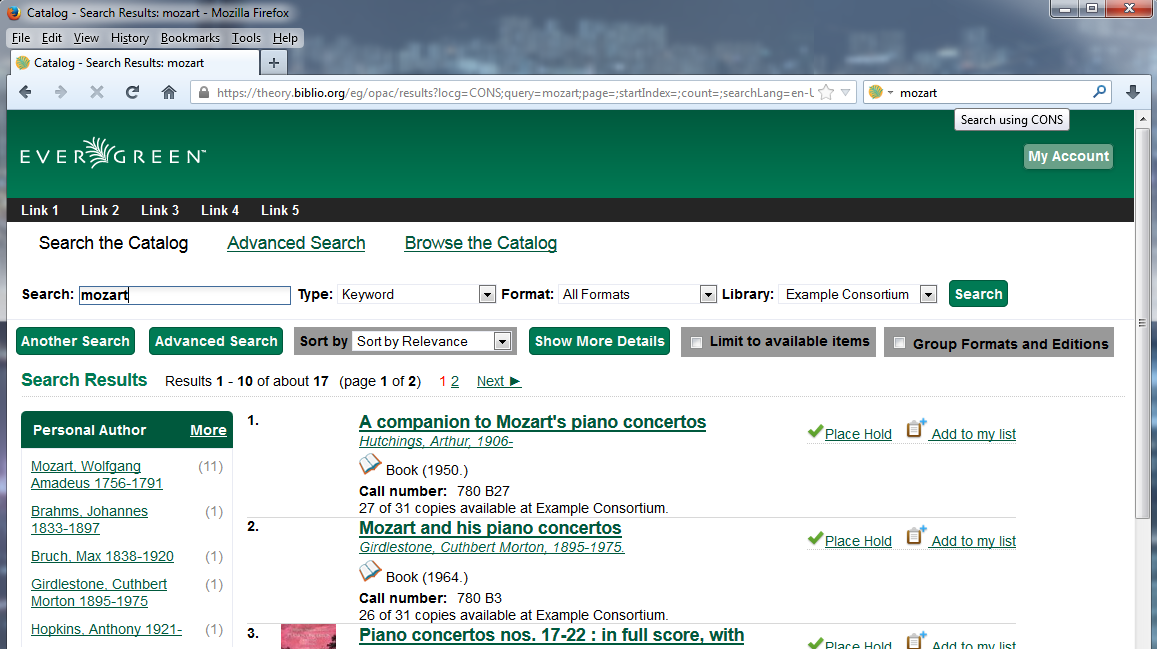 Catalog - Search Results: mozart - Mozilla Firefox
File Edit View History Bookmarks Tools Help
Catalog - Search Results: mozart
https://theory.biblio.org/eg/opac/results?locg=CONS;query=mozart;page=;startIndex=;count=;searchLang=en-U
mozart
Search using CONS
EVERGREEN™
My Account
Link 1 Link 2 Link 3 Link 4 Link 5
Search the Catalog Advanced Search Browse the Catalog
Search: mozart Type: Keyword Format: All Formats Library: Example Consortium Search
Another Search Advanced Search Sort by Sort by Relevance Show More Details Limit to available items Group Formats and Editions
Search Results Results 1 - 10 of about 17 (page 1 of 2) 1 2 Next ►
Personal Author More
Mozart, Wolfgang
Amadeus 1756-1791 (11)
Brahms, Johannes
1833-1897 (1)
Bruch, Max 1838-1920 (1)
Girdlestone, Cuthbert
Morton 1895-1975 (1)
Hopkins, Anthony 1921- (1)
1. A companion to Mozart's piano concertos
Hutchings, Arthur, 1906-
Book (1950.)
Call number: 780 B27
27 of 31 copies available at Example Consortium.
Place Hold Add to my list
2. Mozart and his piano concertos
Girdlestone, Cuthbert Morton, 1895-1975.
Book (1964.)
Call number: 780 B3
26 of 31 copies available at Example Consortium.
Place Hold Add to my list
3. Piano concertos nos. 17-22 : in full score, with
Place Hold Add to my list